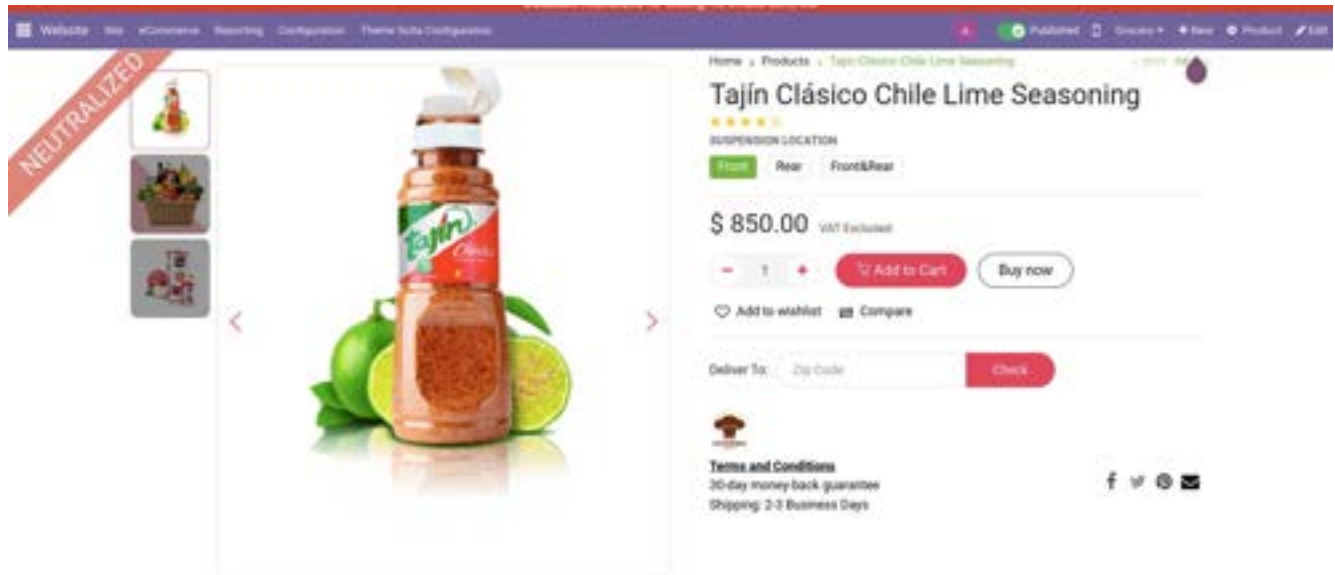 Website Site eCommerce Reporting Configuration Theme Suita Configuration
Published Grocery New Product Edit
NEUTRALIZED
Home Products Tajín Clásico Chile Lime Seasoning
Tajín Clásico Chile Lime Seasoning
SUSPENSION LOCATION
Front Rear Front&Rear
$ 850.00 VAT Excluded
- 1 + Add to Cart Buy now
Add to wishlist Compare
Deliver To: Zip Code Check
Tajín
Terms and Conditions
30-day money-back guarantee
Shipping: 2-3 Business Days